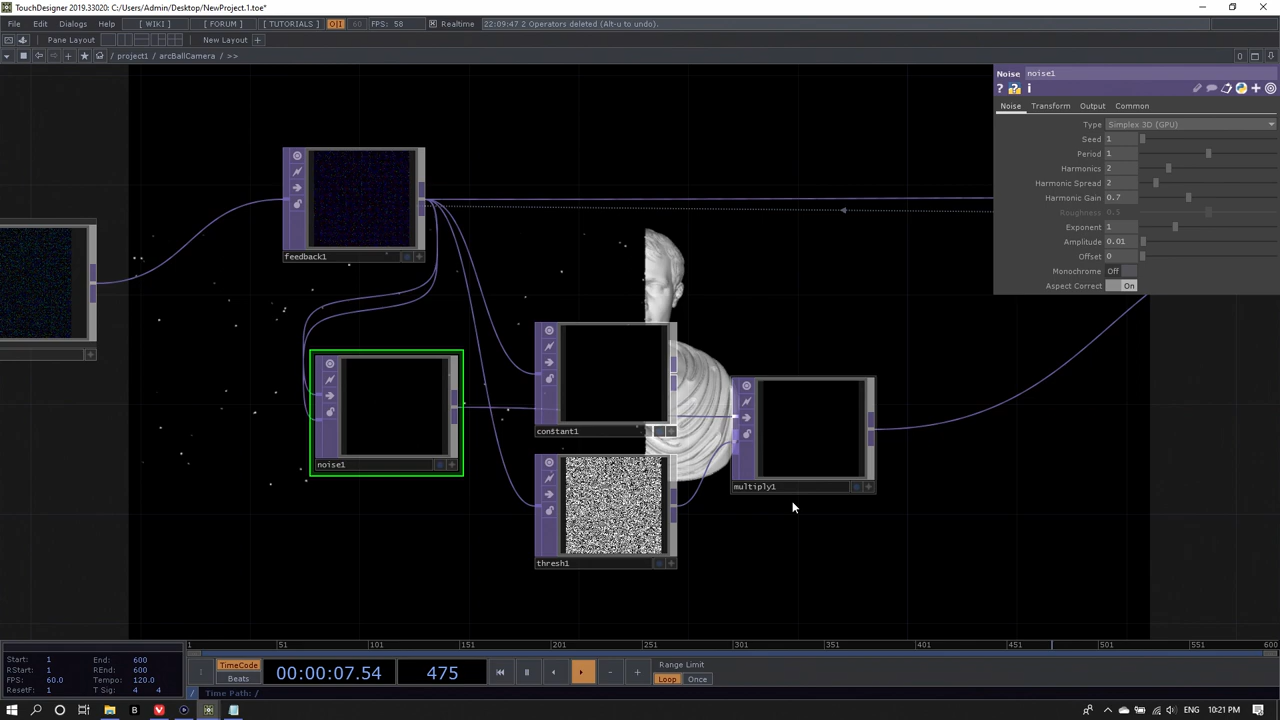 TouchDesigner 2019.33020: C:/Users/Admin/Desktop/NewProject.1.toe*
File Edit Dialogs Help [ WIKI ] [ FORUM ] [ TUTORIALS ] O|I 60 FPS: 58 Realtime 22:09:47 2 Operators deleted (Alt-u to undo).
Pane Layout New Layout +
/ project1 / arcBallCamera / >> 0
Noise noise1
? ? i
Noise Transform Output Common
Type Simplex 3D (GPU)
Seed 1
Period 1
Harmonics 2
Harmonic Spread 2
Harmonic Gain 0.7
Roughness 0.5
Exponent 1
Amplitude 0.01
Offset 0
Monochrome Off
Aspect Correct On
feedback1
constant1
noise1
multiply1
thresh1
1 51 101 151 201 251 301 351 401 451 501 551 600
Start: 1 End: 600
RStart: 1 REnd: 600
FPS: 60.0 Tempo: 120.0
ResetF: 1 T Sig: 4 4
TimeCode
Beats
00:00:07.54 475
Range Limit
Loop Once
/ Time Path: /
ENG 10:21 PM